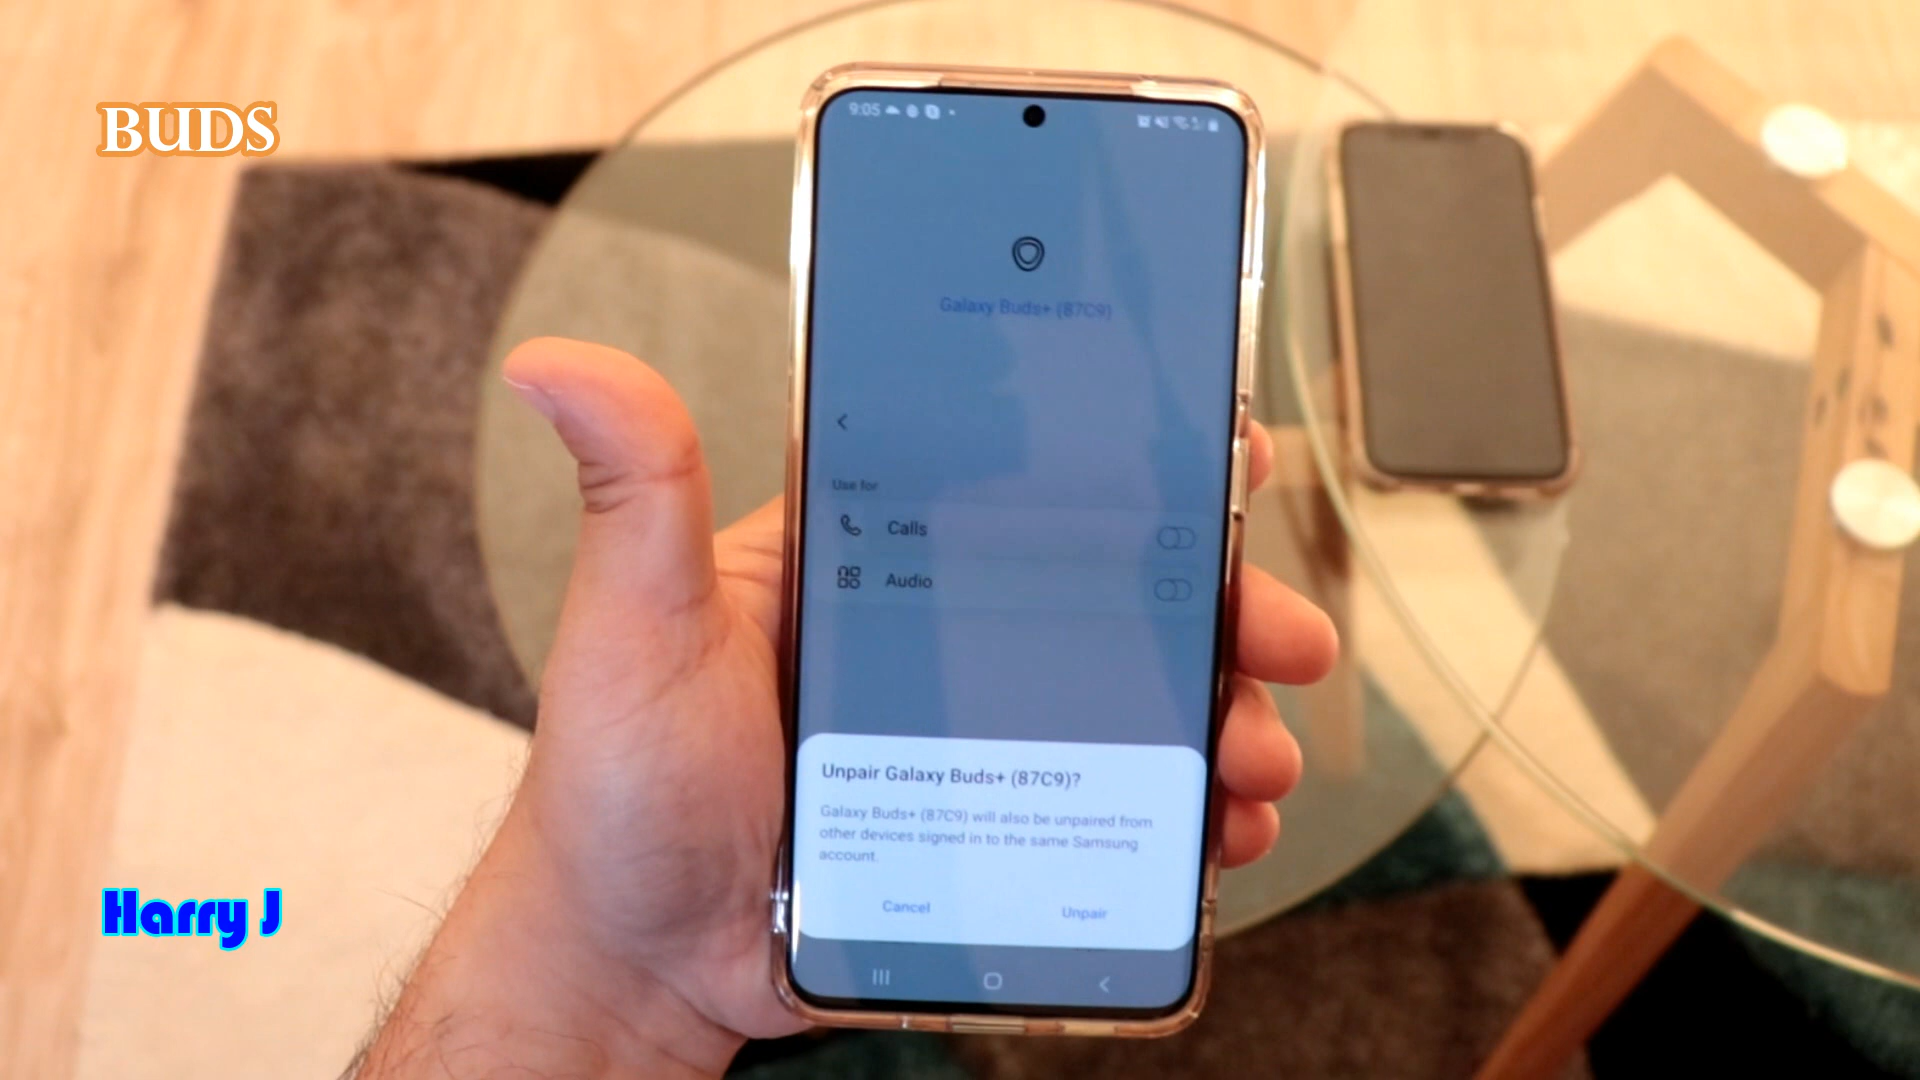 BUDS
9:05
Galaxy Buds+ (87C9)
Use for
Calls
Audio
Unpair Galaxy Buds+ (87C9)?
Galaxy Buds+ (87C9) will also be unpaired from
other devices signed in to the same Samsung
account.
Cancel
Unpair
Harry J